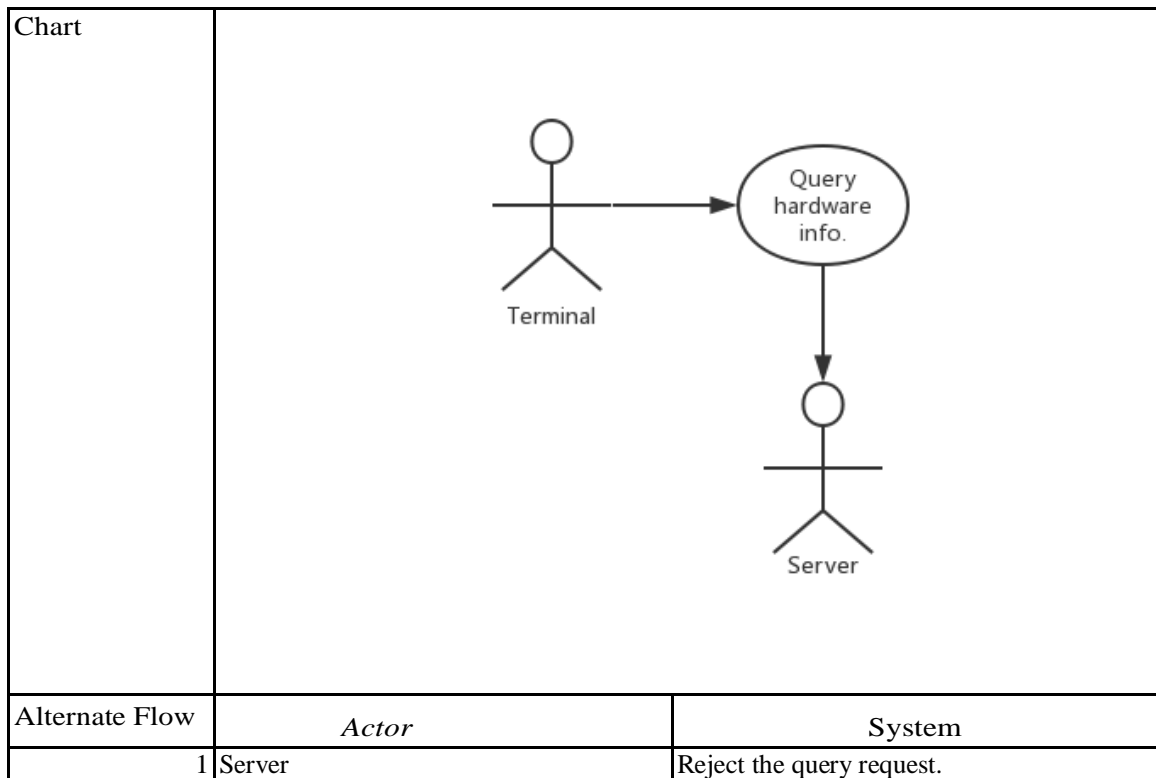 Chart
Query
hardware
info.
Terminal
Server
Alternate Flow
Actor
System
1 Server
Reject the query request.